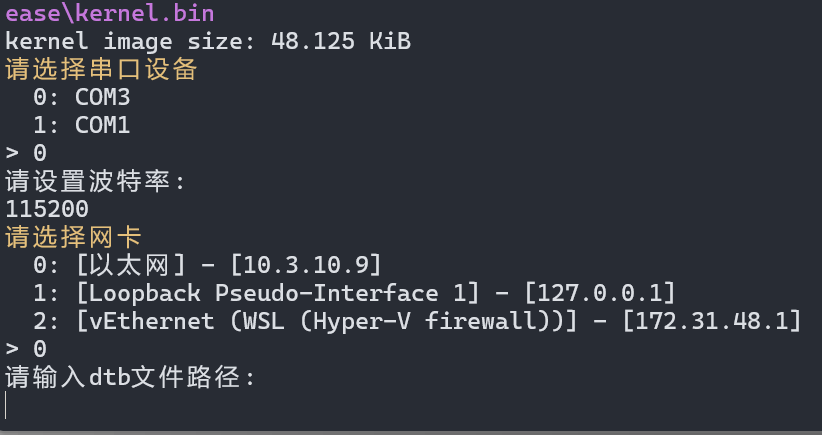 ease\kernel.bin
kernel image size: 48.125 KiB
请选择串口设备
  0: COM3
  1: COM1
> 0
请设置波特率:
115200
请选择网卡
  0: [以太网] - [10.3.10.9]
  1: [Loopback Pseudo-Interface 1] - [127.0.0.1]
  2: [vEthernet (WSL (Hyper-V firewall))] - [172.31.48.1]
> 0
请输入dtb文件路径: